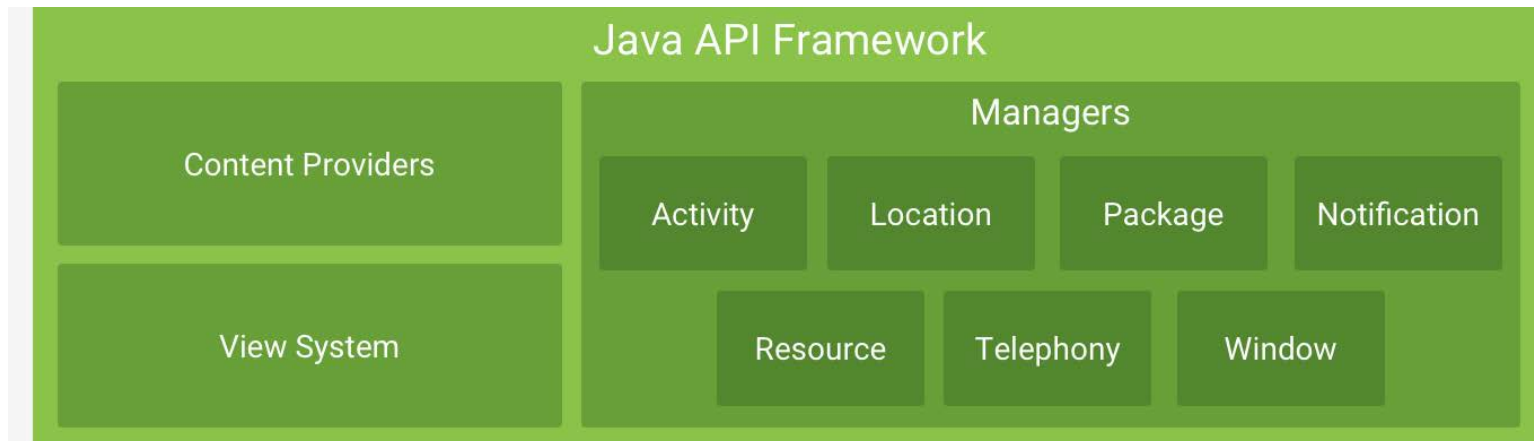 Java API Framework
Content Providers
View System
Managers
Activity
Location
Package
Notification
Resource
Telephony
Window